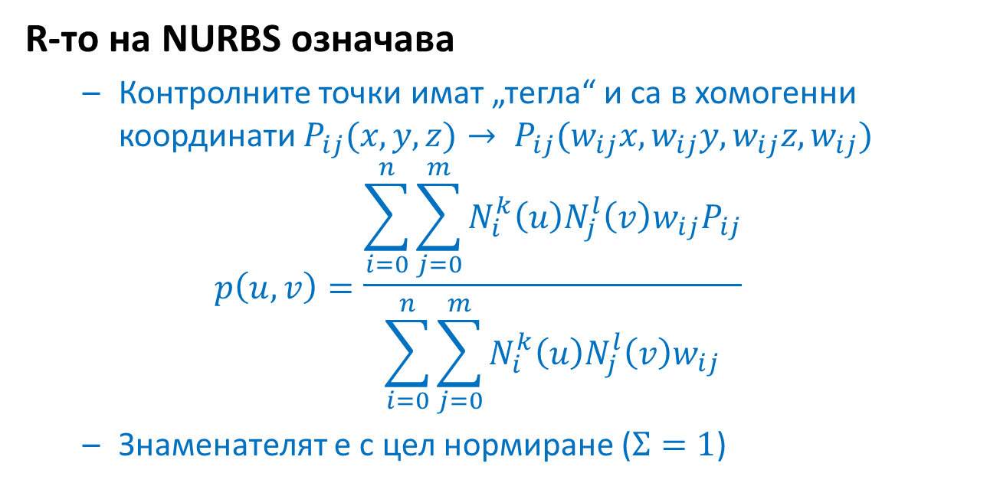 R-то на NURBS означава
– Контролните точки имат „тегла“ и са в хомогенни
координати P_{ij}(x, y, z) → P_{ij}(w_{ij}x, w_{ij}y, w_{ij}z, w_{ij})
p(u, v) = \frac{\sum_{i=0}^{n} \sum_{j=0}^{m} N_i^k(u) N_j^l(v) w_{ij} P_{ij}}{\sum_{i=0}^{n} \sum_{j=0}^{m} N_i^k(u) N_j^l(v) w_{ij}}
– Знаменателят е с цел нормиране (Σ = 1)